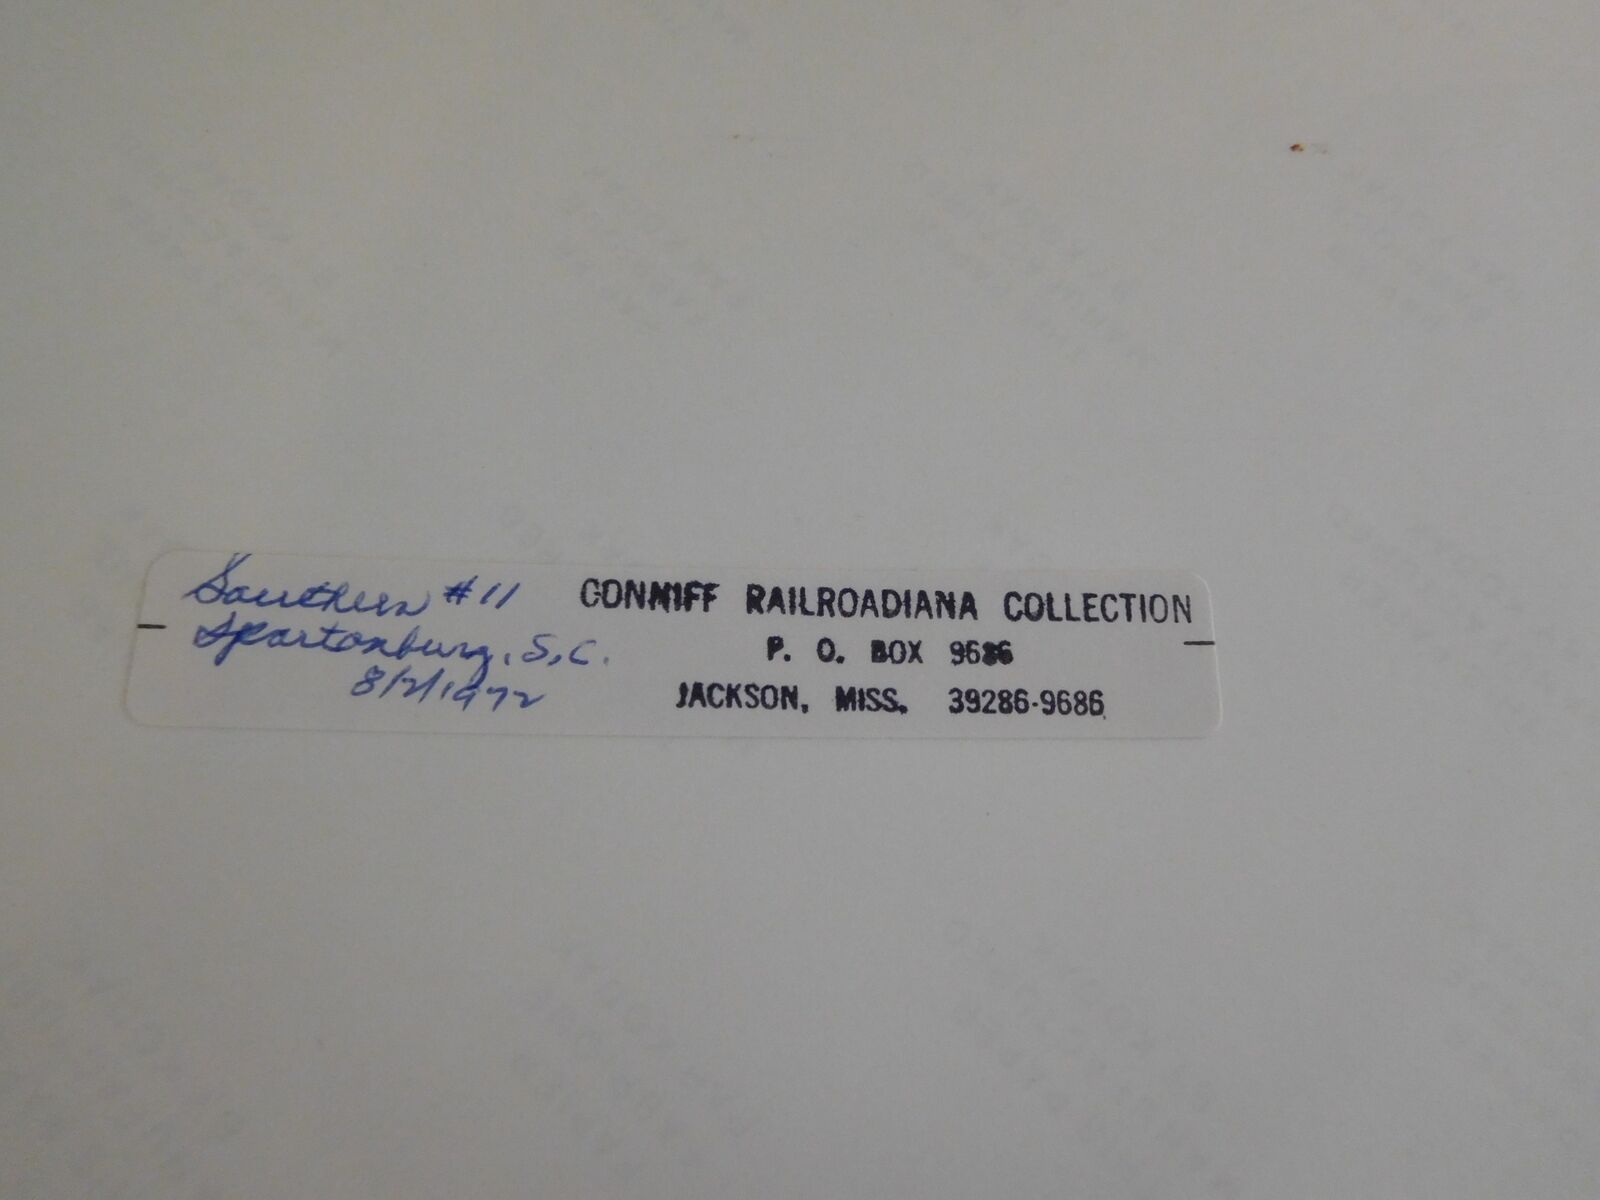 Southern #11
Spartanburg, S.C.
8/2/1972
CONNIFF RAILROADIANA COLLECTION
P. O. BOX 9686
JACKSON, MISS. 39286-9686